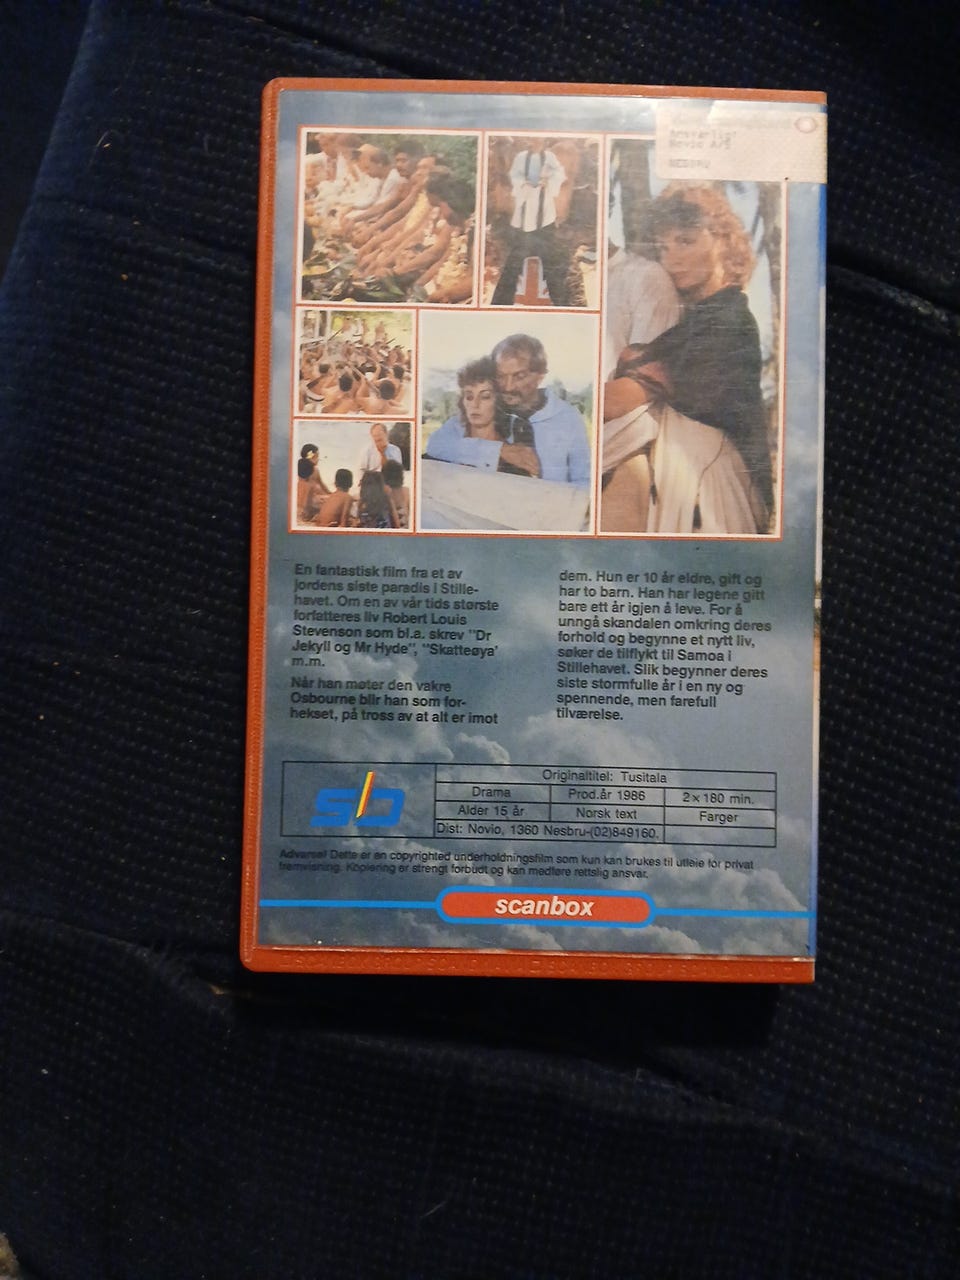 Ansvarlig:
Novio A/S
NESBRU
En fantastisk film fra et av
jordens siste paradis i Stille-
havet. Om en av vår tids største
forfatteres liv Robert Louis
Stevenson som bl.a. skrev "Dr
Jekyll og Mr Hyde", "Skatteøya'
m.m.
Når han møter den vakre
Osbourne blir han som for-
hekset, på tross av at alt er imot
dem. Hun er 10 år eldre, gift og
har to barn. Han har legene gitt
bare ett år igjen å leve. For å
unngå skandalen omkring deres
forhold og begynne et nytt liv,
søker de tilflykt til Samoa i
Stillehavet. Slik begynner deres
siste stormfulle år i en ny og
spennende, men farefull
tilværelse.
sb
Originaltitel: Tusitala
Drama Prod.år 1986 2 x 180 min.
Alder 15 år Norsk text Farger
Dist: Novio, 1360 Nesbru-(02)849160.
Advarsel Dette er en copyrighted underholdningsfilm som kun kan brukes til utleie for privat
fremvisning. Kopiering er strengt forbudt og kan medføre rettslig ansvar.
scanbox